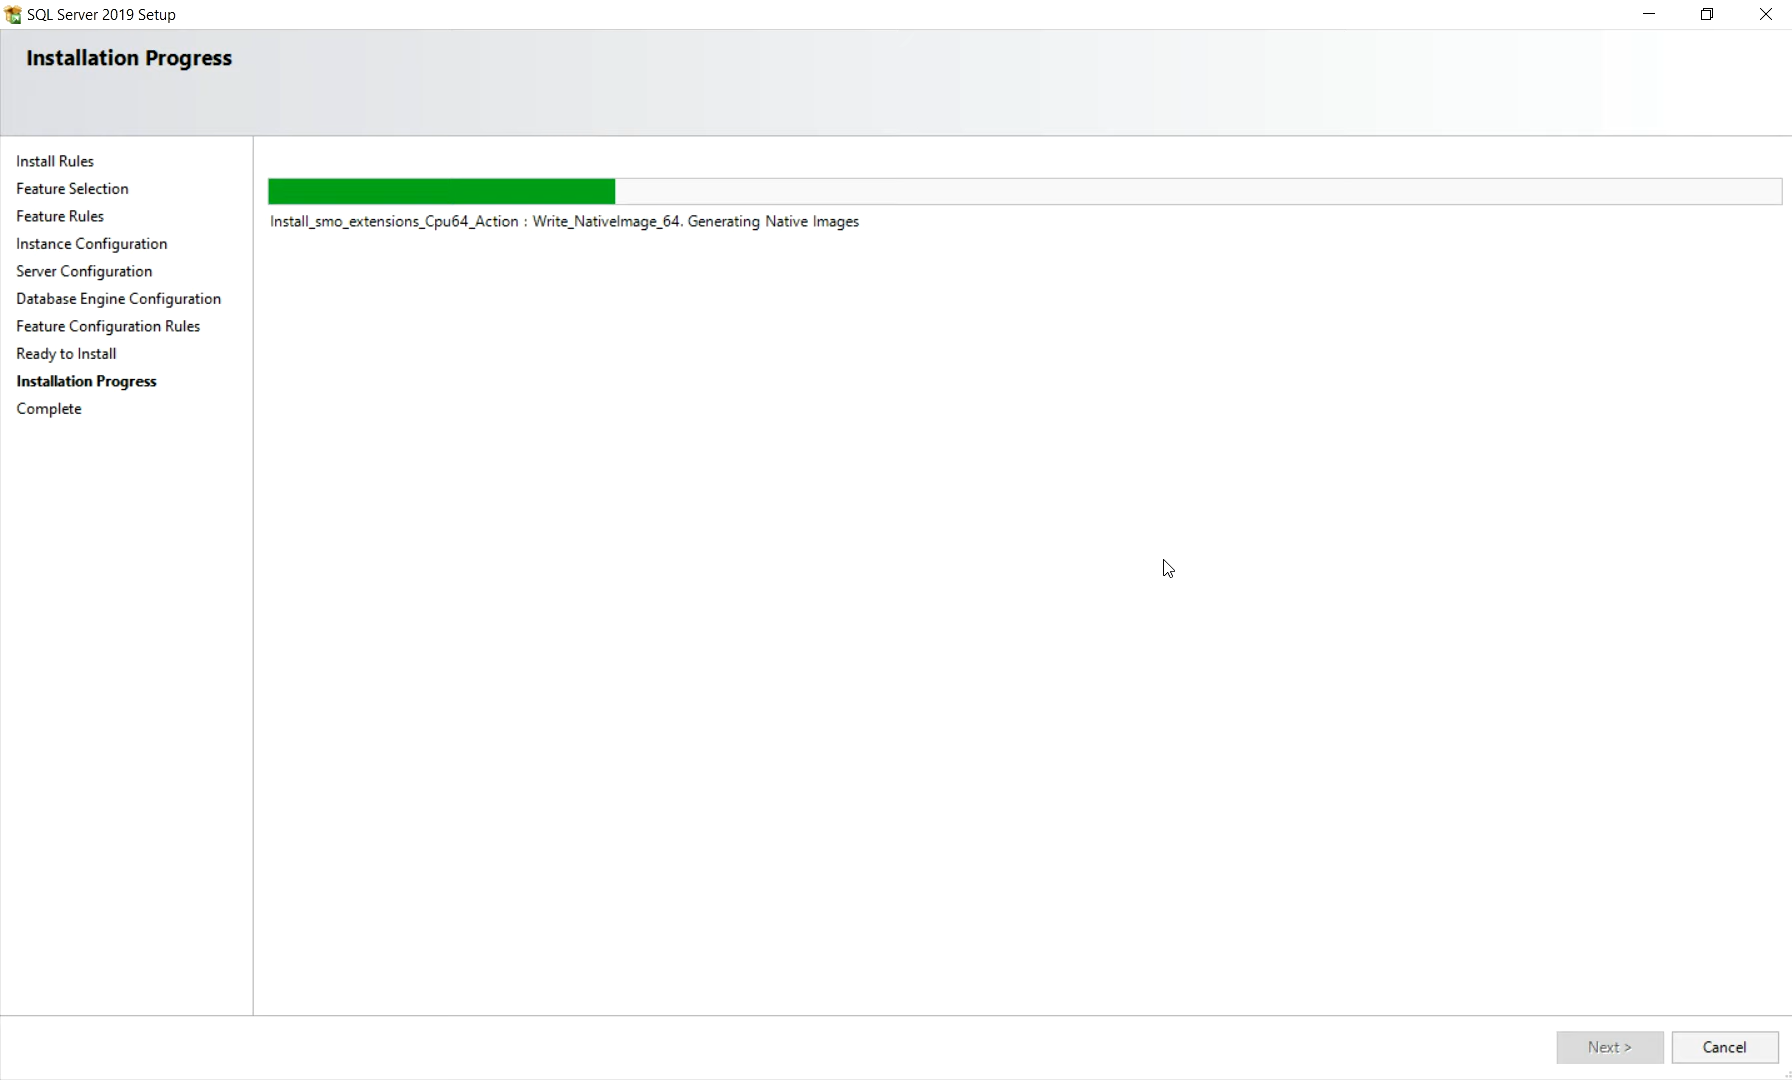 SQL Server 2019 Setup
Installation Progress
Install Rules
Feature Selection
Feature Rules
Instance Configuration
Server Configuration
Database Engine Configuration
Feature Configuration Rules
Ready to Install
Installation Progress
Complete
Install_smo_extensions_Cpu64_Action : Write_NativeImage_64. Generating Native Images
Next >
Cancel